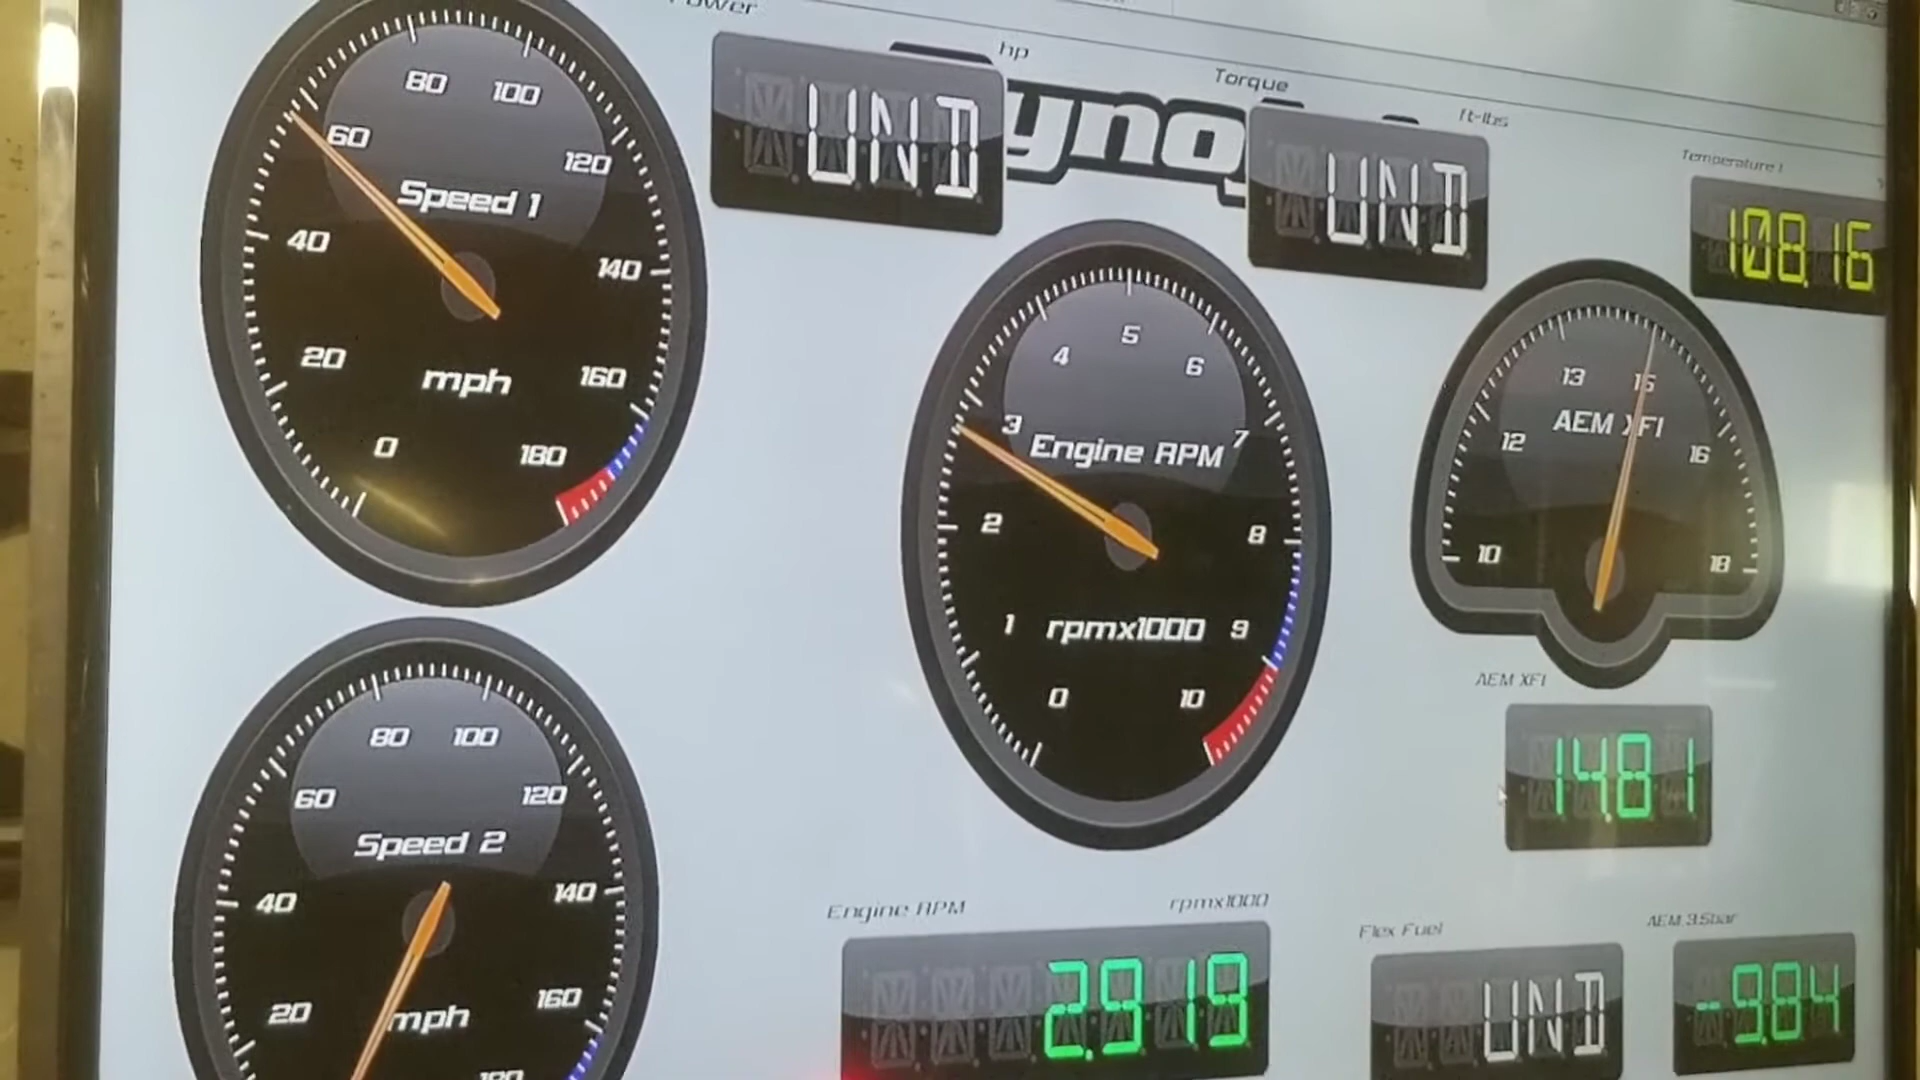 Power
hp
UND
Torque
ft-lbs
UND
Temperature 1
108.16
80 100
60 120
Speed 1
40 140
20 160
mph
0 180
5
4 6
3 7
Engine RPM
2 8
1 rpmx1000 9
0 10
13 15
AEM XFI
12 16
10 18
AEM XFI
14.81
80 100
60 120
Speed 2
40 140
20 160
mph
180
Engine RPM
rpmx1000
2.919
Flex Fuel
UND
AEM 3.5bar
-9.84